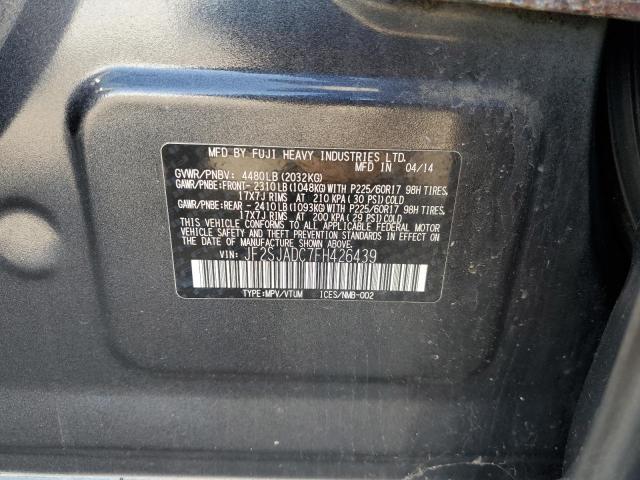 MFD BY FUJI HEAVY INDUSTRIES LTD.
MFD IN 04/14
GVWR/PNBV: 4480LB (2032KG)
GAWR/PNBE:FRONT- 2310LB (1048KG)WITH P225/60R17 98H TIRES.
17X7J RIMS AT 210 KPA (30 PSI)COLD
GAWR/PNBE:REAR - 2410LB(1093KG)WITH P225/60R17 98H TIRES.
17X7J RIMS AT 200 KPA (29 PSI)COLD
THIS VEHICLE CONFORMS TO ALL APPLICABLE FEDERAL MOTOR
VEHICLE SAFETY AND THEFT PREVENTION STANDARDS IN EFFECT
ON THE DATE OF MANUFACTURE SHOWN ABOVE.
VIN: JF2SJADC7FH426439
TYPE:MPV/VTUM ICES/NMB-002